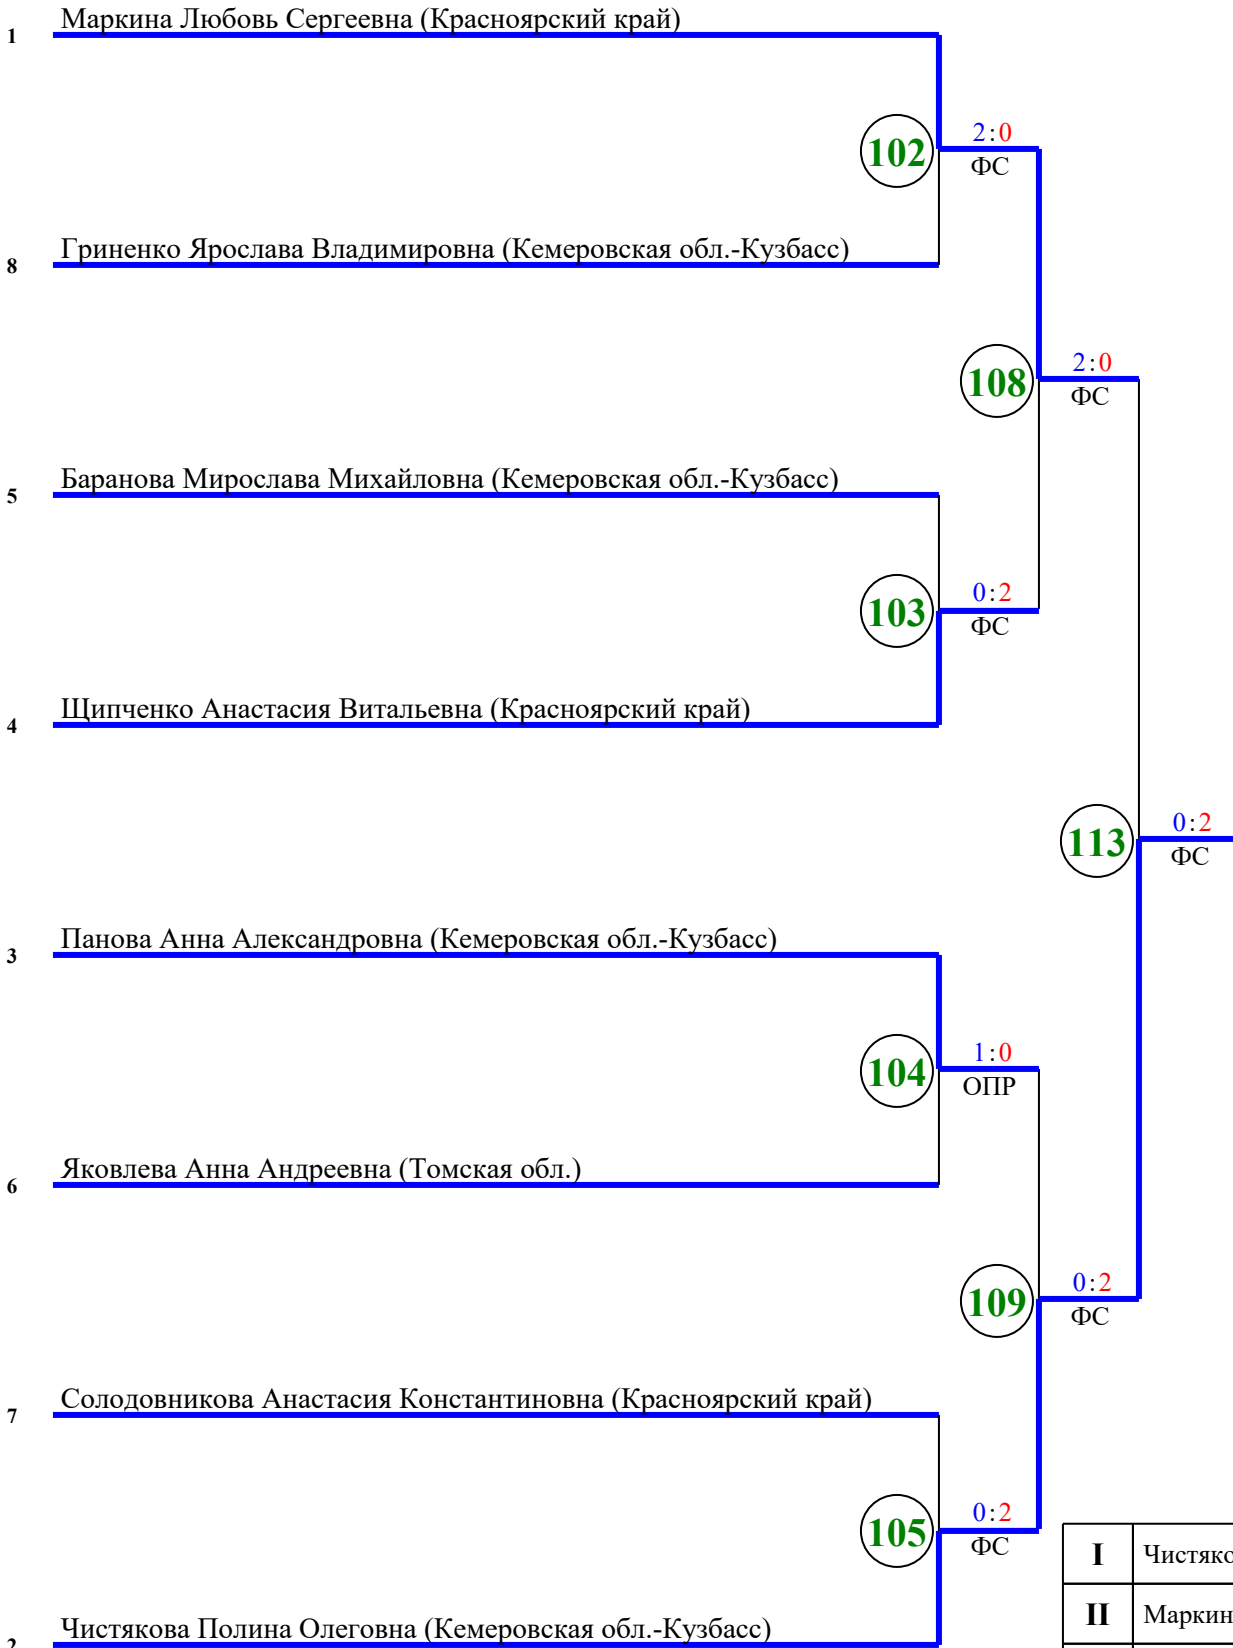 Маркина Любовь Сергеевна (Красноярский край)
1
102
2:0
ФС
Гриненко Ярослава Владимировна (Кемеровская обл.-Кузбасс)
8
108
2:0
ФС
Баранова Мирослава Михайловна (Кемеровская обл.-Кузбасс)
5
103
0:2
ФС
Щипченко Анастасия Витальевна (Красноярский край)
4
113
0:2
ФС
Панова Анна Александровна (Кемеровская обл.-Кузбасс)
3
104
1:0
ОПР
Яковлева Анна Андреевна (Томская обл.)
6
109
0:2
ФС
Солодовникова Анастасия Константиновна (Красноярский край)
7
105
0:2
ФС
I Чистяко
II Маркин
Чистякова Полина Олеговна (Кемеровская обл.-Кузбасс)
2